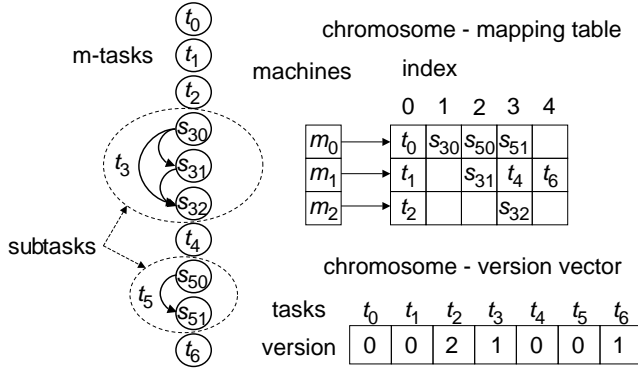 m-tasks
t0
t1
t2
s30
t3
s31
s32
subtasks
t4
s50
t5
s51
t6
chromosome - mapping table
machines index
0 1 2 3 4
m0 t0 s30 s50 s51
m1 t1 s31 t4 t6
m2 t2 s32
chromosome - version vector
tasks t0 t1 t2 t3 t4 t5 t6
version 0 0 2 1 0 0 1